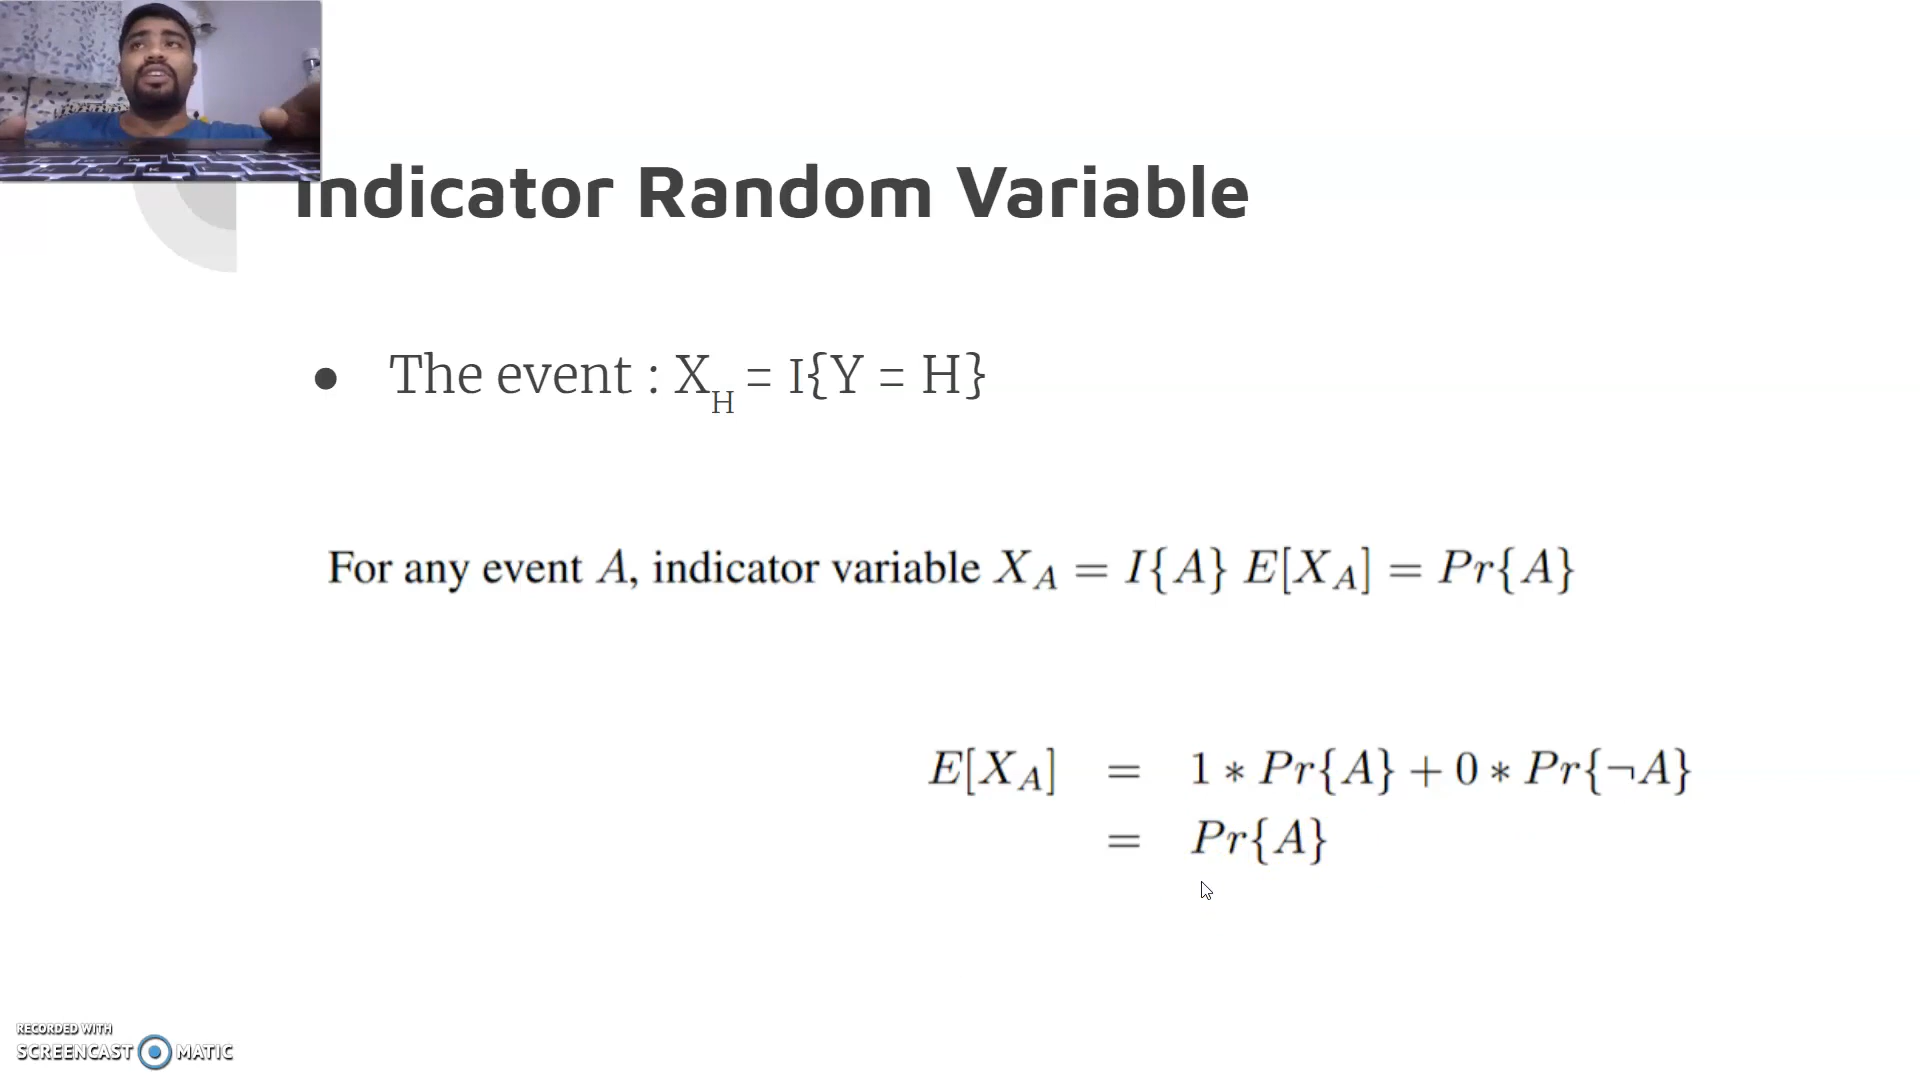 Indicator Random Variable
● The event : X_H = I{Y = H}
For any event A, indicator variable X_A = I{A} E[X_A] = Pr{A}
E[X_A] = 1 * Pr{A} + 0 * Pr{¬A}
= Pr{A}
RECORDED WITH
SCREENCAST MATIC